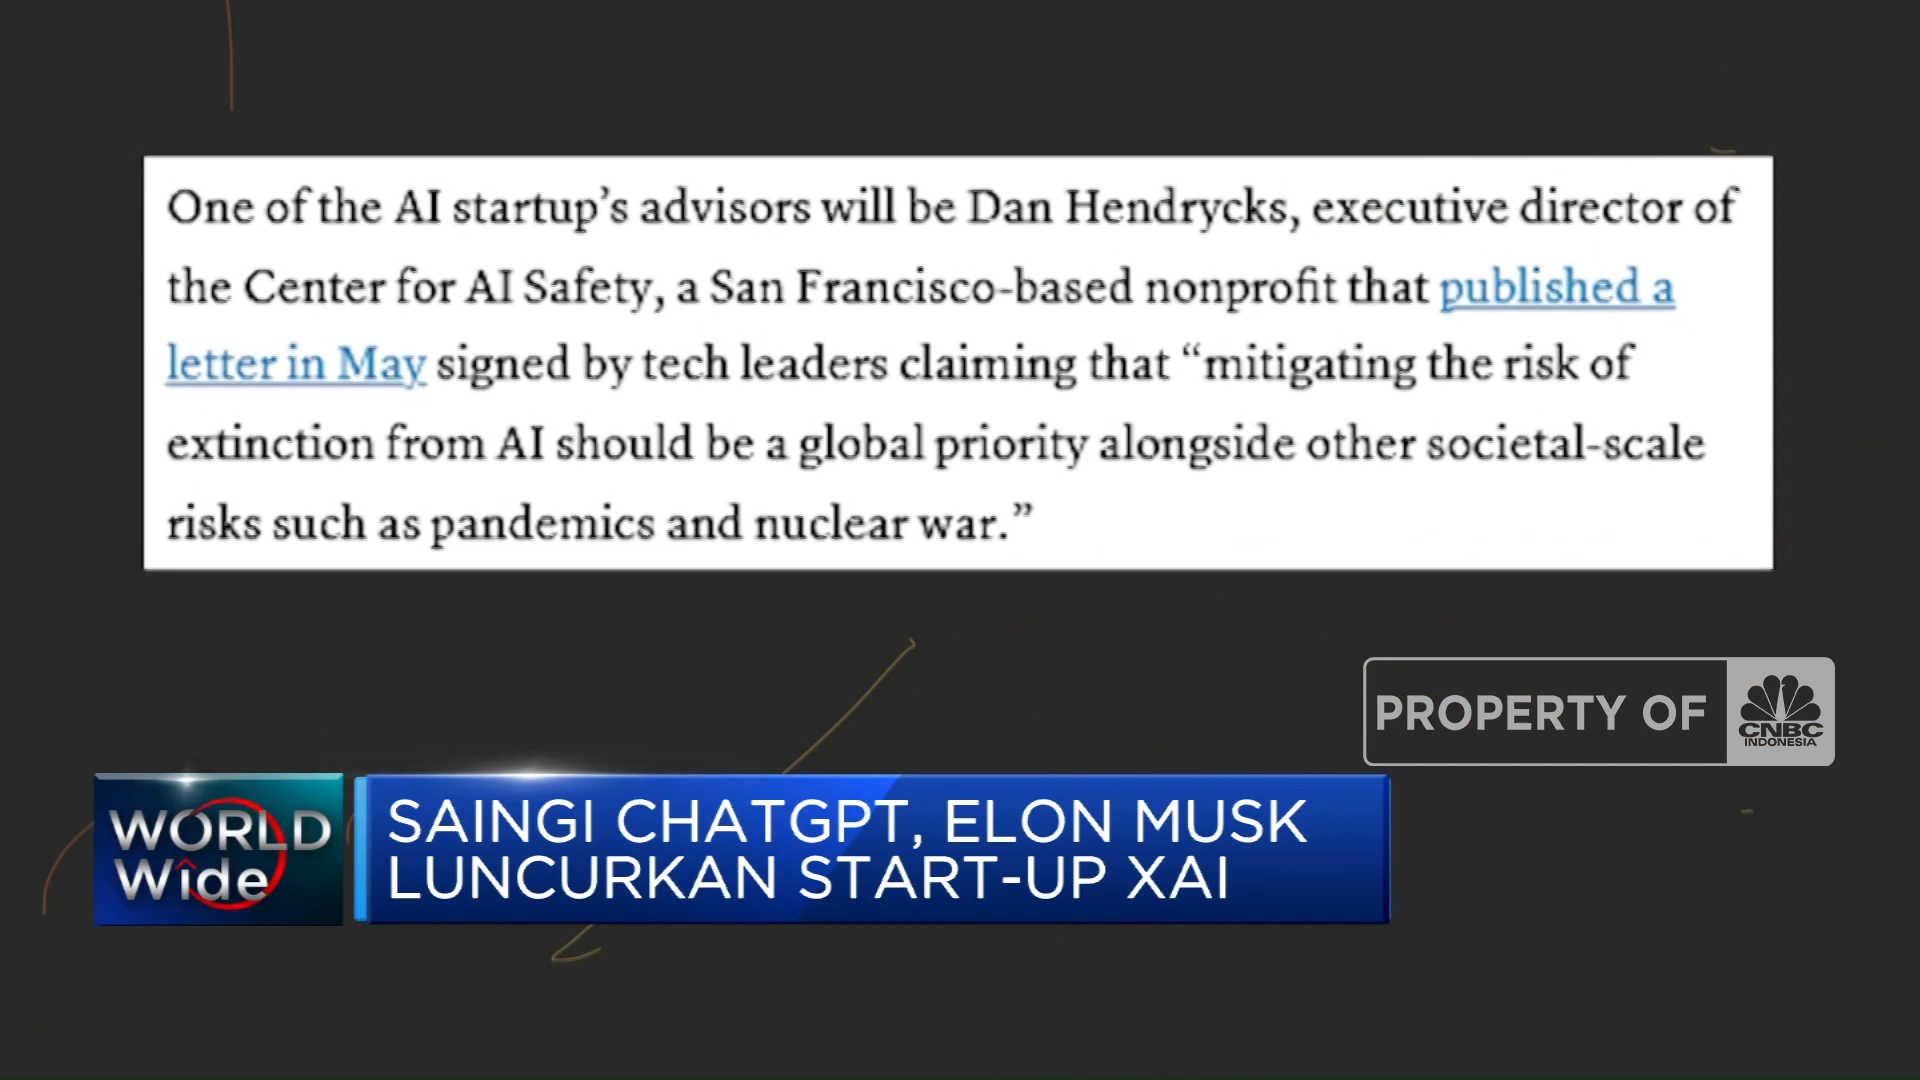 One of the AI startup’s advisors will be Dan Hendrycks, executive director of
the Center for AI Safety, a San Francisco-based nonprofit that published a
letter in May signed by tech leaders claiming that “mitigating the risk of
extinction from AI should be a global priority alongside other societal-scale
risks such as pandemics and nuclear war.”
PROPERTY OF
CNBC
INDONESIA
WORLD
Wide
SAINGI CHATGPT, ELON MUSK
LUNCURKAN START-UP XAI